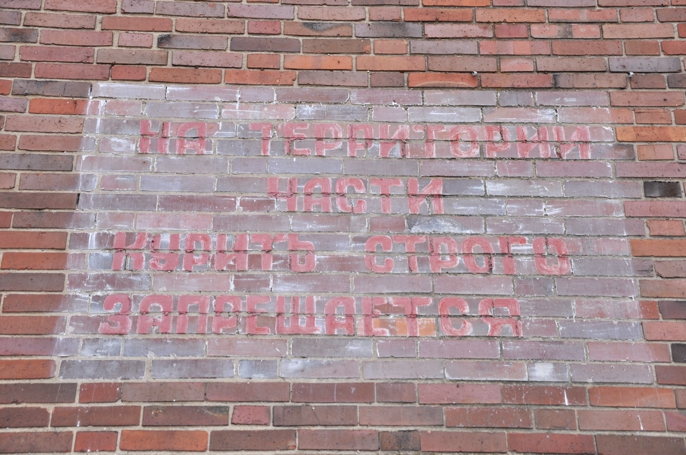 НА ТЕРРИТОРИИ
ЧАСТИ
КУРИТЬ СТРОГО
ЗАПРЕЩАЕТСЯ